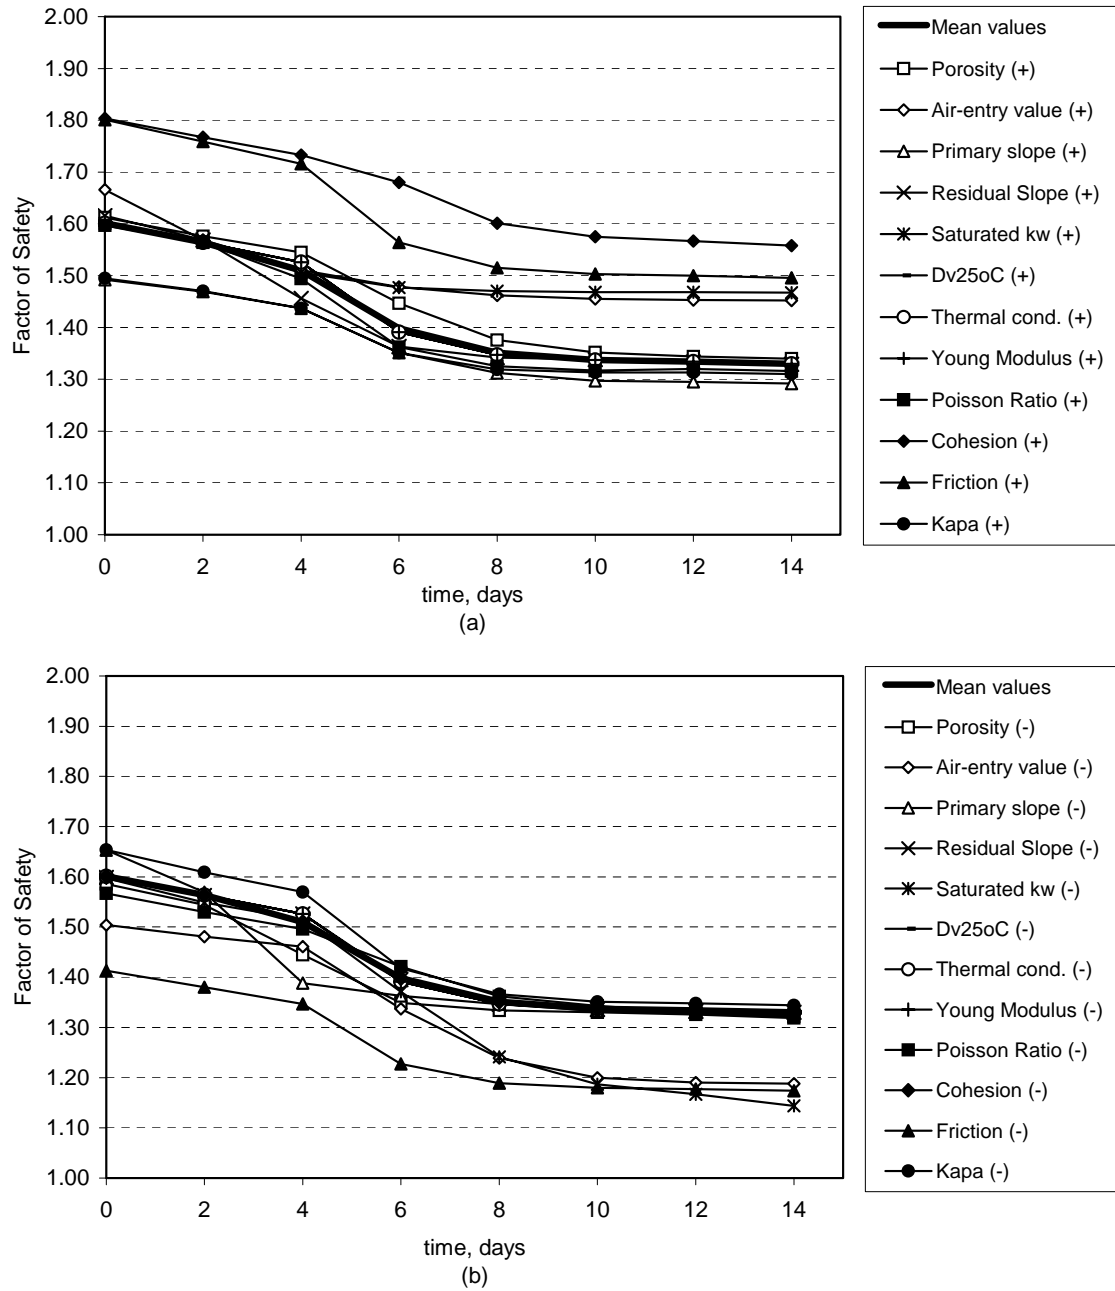 2.00
1.90
1.80
1.70
1.60
1.50
1.40
1.30
1.20
1.10
1.00
Factor of Safety
0 2 4 6 8 10 12 14
time, days
(a)
Mean values
Porosity (+)
Air-entry value (+)
Primary slope (+)
Residual Slope (+)
Saturated kw (+)
Dv25oC (+)
Thermal cond. (+)
Young Modulus (+)
Poisson Ratio (+)
Cohesion (+)
Friction (+)
Kapa (+)
2.00
1.90
1.80
1.70
1.60
1.50
1.40
1.30
1.20
1.10
1.00
Factor of Safety
0 2 4 6 8 10 12 14
time, days
(b)
Mean values
Porosity (-)
Air-entry value (-)
Primary slope (-)
Residual Slope (-)
Saturated kw (-)
Dv25oC (-)
Thermal cond. (-)
Young Modulus (-)
Poisson Ratio (-)
Cohesion (-)
Friction (-)
Kapa (-)